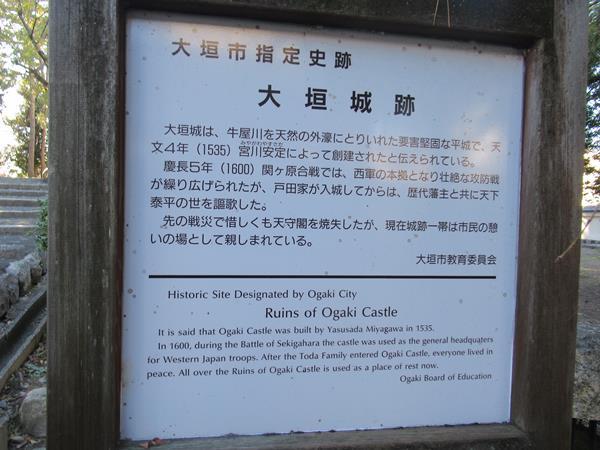 大垣市指定史跡
大垣城跡
大垣城は、牛屋川を天然の外濠にとりいれた要害堅固な平城で、天
みやがわやすさだ
文4年（1535）宮川安定によって創建されたと伝えられている。
慶長5年（1600）関ヶ原合戦では、西軍の本拠となり壮絶な攻防戦
が繰り広げられたが、戸田家が入城してからは、歴代藩主と共に天下
泰平の世を謳歌した。
先の戦災で惜しくも天守閣を焼失したが、現在城跡一帯は市民の憩
いの場として親しまれている。
大垣市教育委員会
Historic Site Designated by Ogaki City
Ruins of Ogaki Castle
It is said that Ogaki Castle was built by Yasusada Miyagawa in 1535.
In 1600, during the Battle of Sekigahara the castle was used as the general headquaters
for Western Japan troops. After the Toda Family entered Ogaki Castle, everyone lived in
peace. All over the Ruins of Ogaki Castle is used as a place of rest now.
Ogaki Board of Education